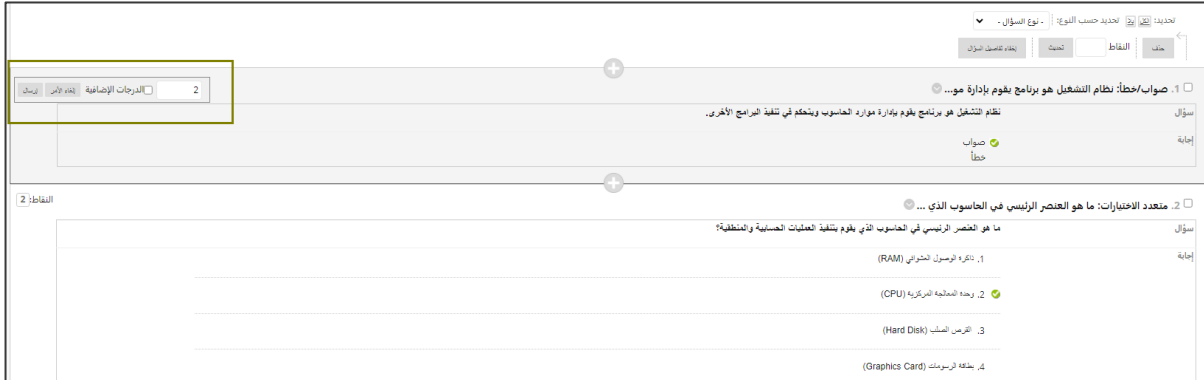 تحديد: الكل بلا تحديد حسب النوع: - نوع السؤال -
حذف النقاط تحديث إخفاء تفاصيل السؤال
1. صواب/خطأ: نظام التشغيل هو برنامج يقوم بإدارة مو... 2 الدرجات الإضافية إلغاء الأمر إرسال
سؤال نظام التشغيل هو برنامج يقوم بإدارة موارد الحاسوب ويتحكم في تنفيذ البرامج الأخرى.
إجابة صواب
خطأ
2. متعدد الاختيارات: ما هو العنصر الرئيسي في الحاسوب الذي ... النقاط: 2
سؤال ما هو العنصر الرئيسي في الحاسوب الذي يقوم بتنفيذ العمليات الحسابية والمنطقية؟
إجابة 1. ذاكرة الوصول العشوائي (RAM)
2. وحدة المعالجة المركزية (CPU)
3. القرص الصلب (Hard Disk)
4. بطاقة الرسومات (Graphics Card)